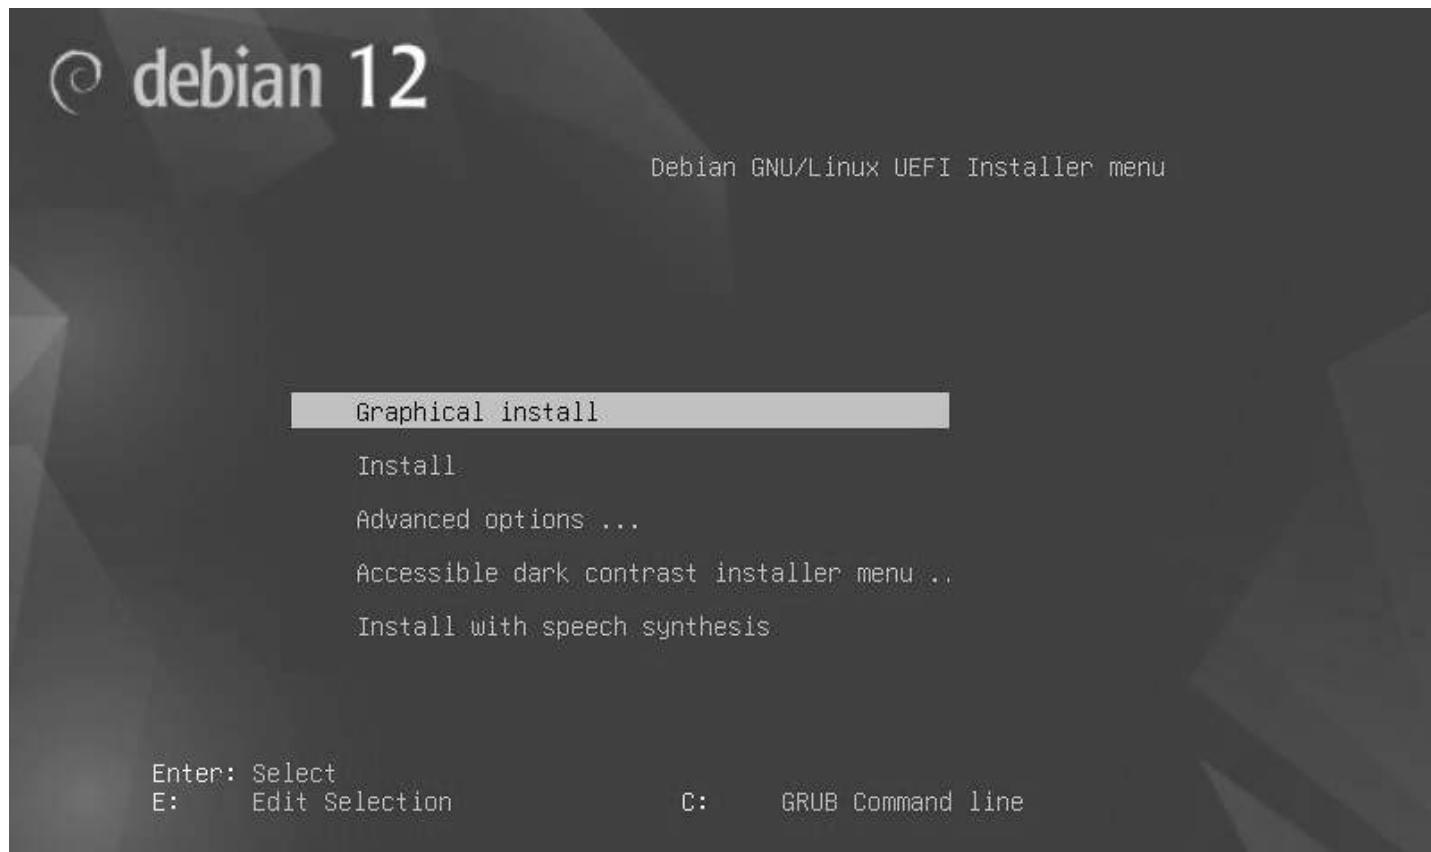 debian 12
Debian GNU/Linux UEFI Installer menu
Graphical install
Install
Advanced options ...
Accessible dark contrast installer menu ..
Install with speech synthesis
Enter: Select
E: Edit Selection C: GRUB Command line